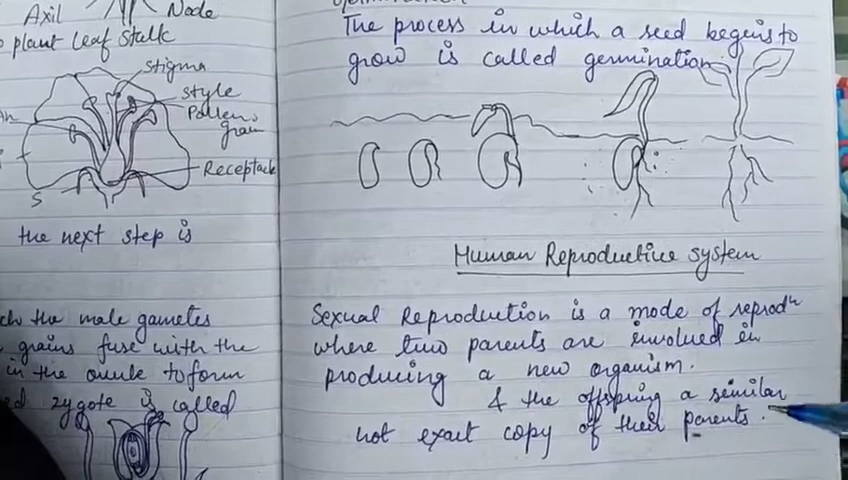 Axil
Node
plant leaf stalk
stigma
style
Pollen
grain
Receptack
S
the next step is
the male gametes
grains fuse with the
in the ovule to form
zygote is called
The process in which a seed begins to
grow is called germination
Human Reproductive system
Sexual Reproduction is a mode of reprodⁿ
where two parents are involved in
producing a new organism.
& the offspring a similar
not exact copy of their parents.